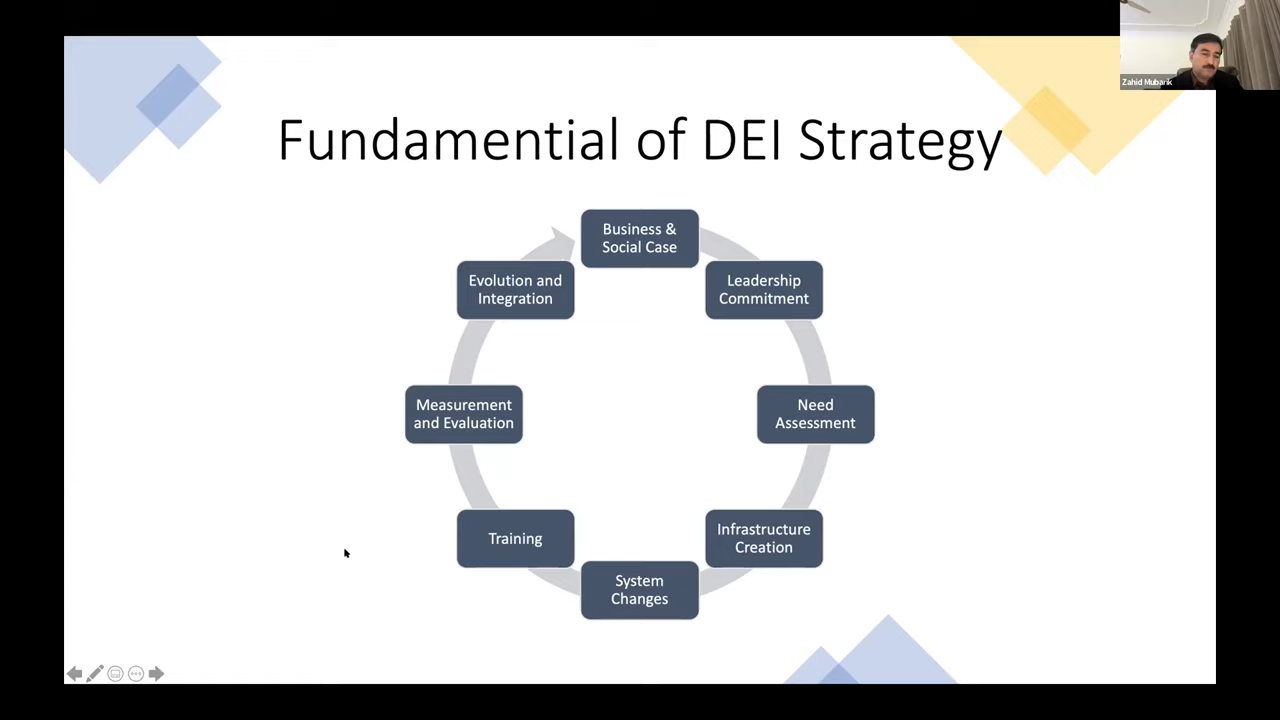 Zahid Mubarik
Fundamential of DEI Strategy
Business &
Social Case
Leadership
Commitment
Need
Assessment
Infrastructure
Creation
System
Changes
Training
Measurement
and Evaluation
Evolution and
Integration